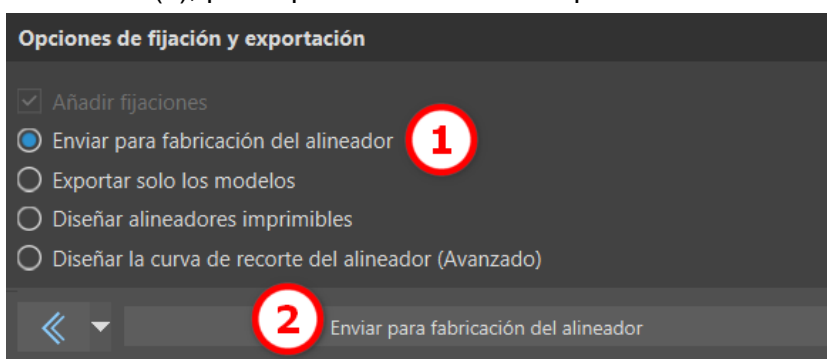 Opciones de fijación y exportación
Añadir fijaciones
Enviar para fabricación del alineador 1
Exportar solo los modelos
Diseñar alineadores imprimibles
Diseñar la curva de recorte del alineador (Avanzado)
2 Enviar para fabricación del alineador